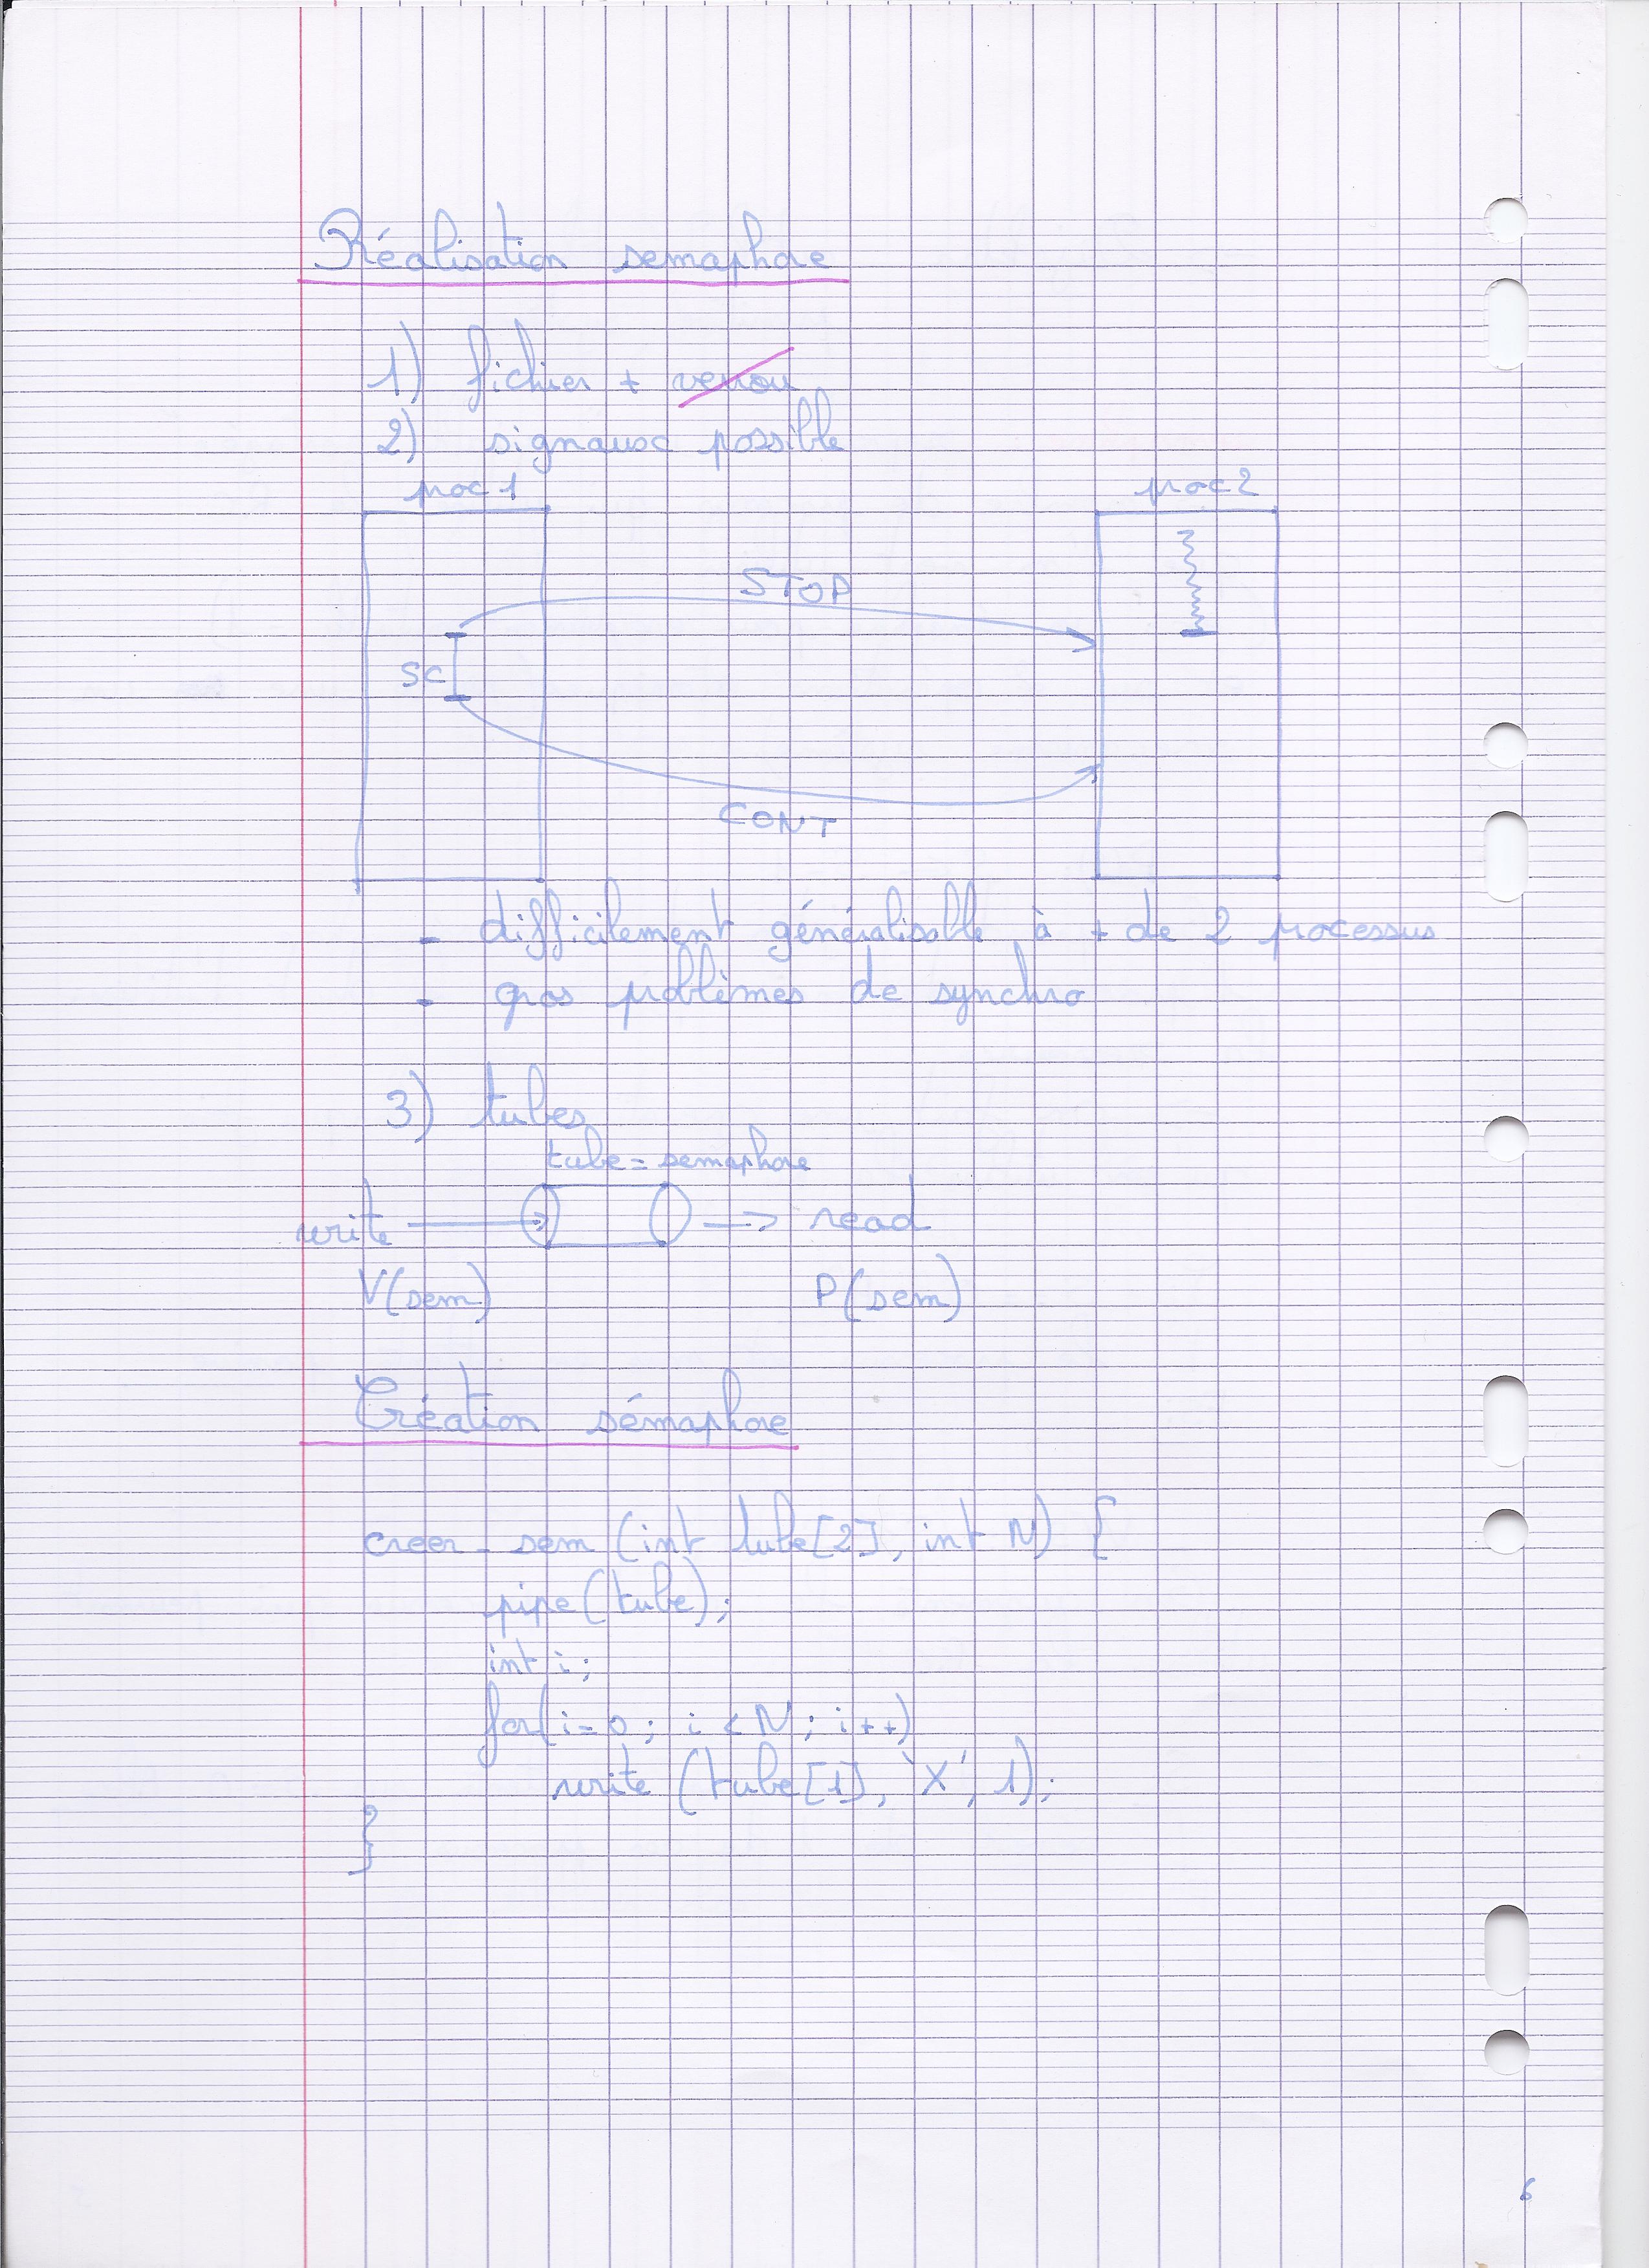 Réalisation semaphore
1) fichier + verrou
2) signaux possible
proc 1
proc 2
STOP
SC
CONT
- difficilement généralisable à + de 2 processus
- gros problèmes de synchro
3) tubes
tube = semaphore
write → → read
V(sem) P(sem)
Création sémaphore
creer_sem (int tube[2], int N) {
pipe(tube);
int i;
for(i=0; i<N; i++)
write (tube[1], 'X', 1);
}
6